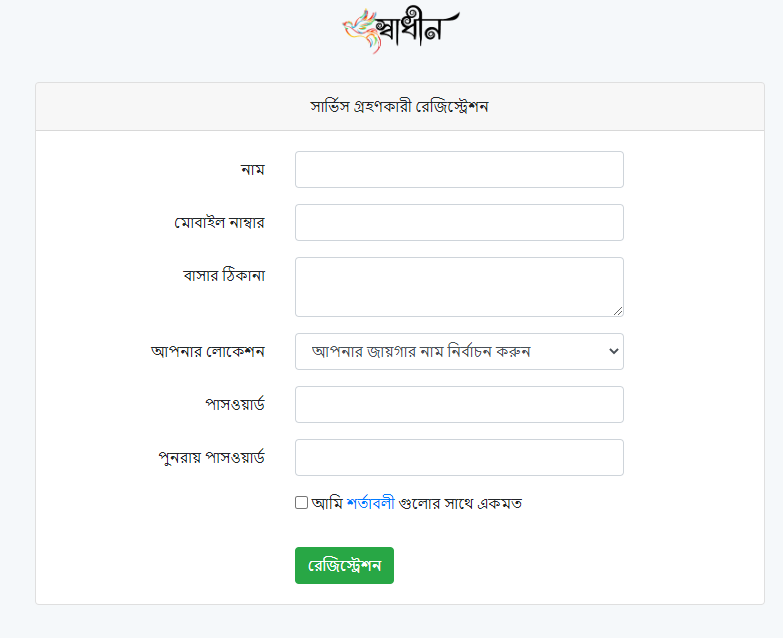 স্বাধীন
সার্ভিস গ্রহণকারী রেজিস্ট্রেশন
নাম
মোবাইল নাম্বার
বাসার ঠিকানা
আপনার লোকেশন আপনার জায়গার নাম নির্বাচন করুন
পাসওয়ার্ড
পুনরায় পাসওয়ার্ড
আমি শর্তাবলী গুলোর সাথে একমত
রেজিস্ট্রেশন